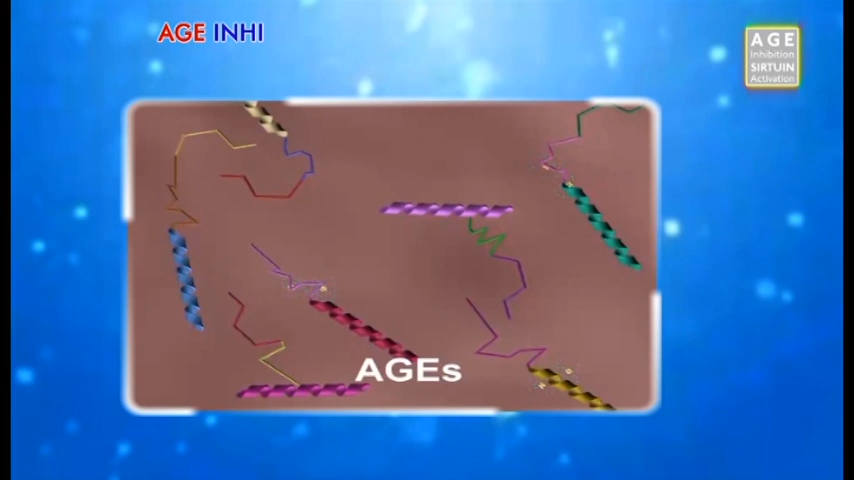 AGE INHI
AGE
Inhibition
SIRTUIN
Activation
AGEs